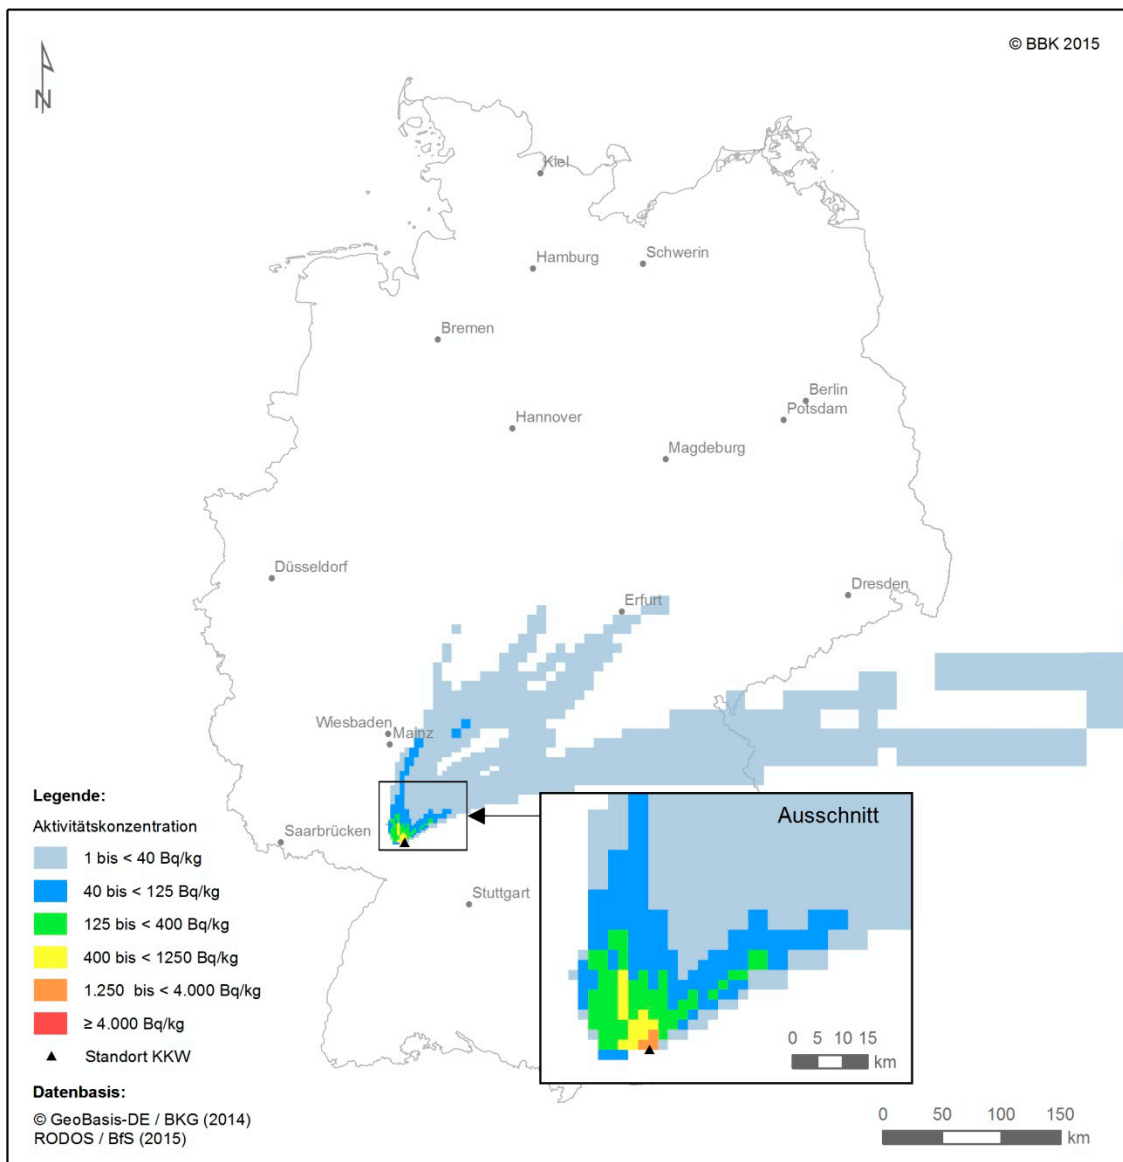 © BBK 2015
N
Kiel
Hamburg
Schwerin
Bremen
Berlin
Potsdam
Hannover
Magdeburg
Düsseldorf
Dresden
Erfurt
Wiesbaden
Mainz
Saarbrücken
Stuttgart
Ausschnitt
0 5 10 15
km
Legende:
Aktivitätskonzentration
1 bis < 40 Bq/kg
40 bis < 125 Bq/kg
125 bis < 400 Bq/kg
400 bis < 1250 Bq/kg
1.250 bis < 4.000 Bq/kg
≥ 4.000 Bq/kg
Standort KKW
Datenbasis:
© GeoBasis-DE / BKG (2014)
RODOS / BfS (2015)
0 50 100 150
km